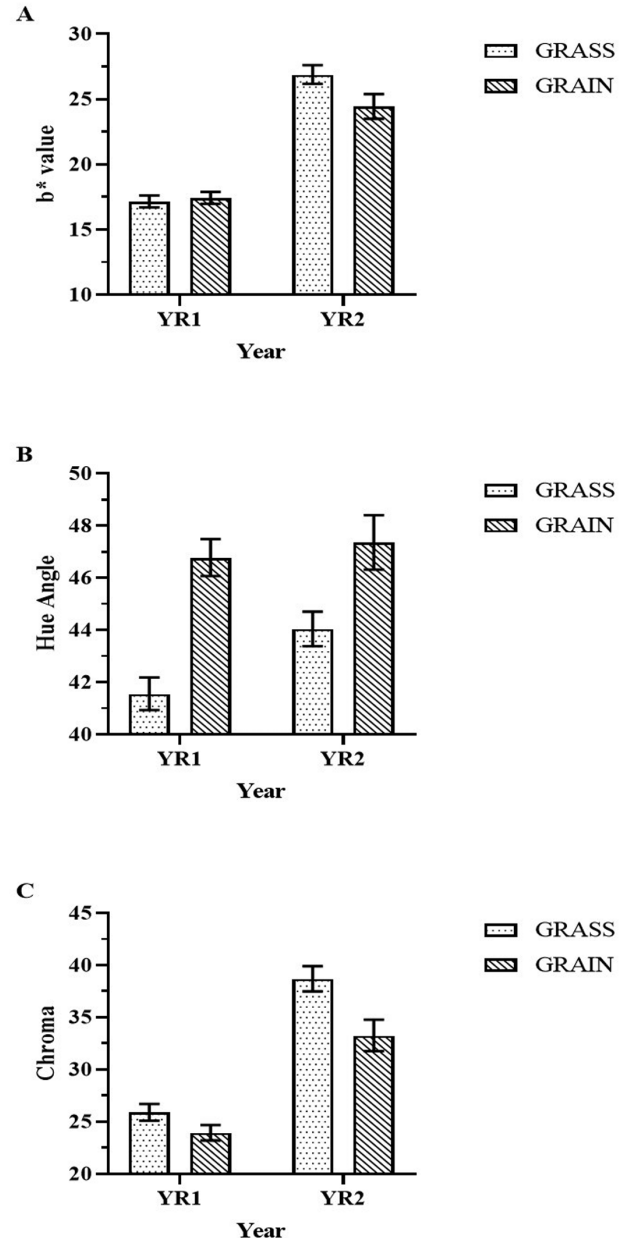 A
30
25
20
15
10
b* value
YR1 YR2
Year
GRASS
GRAIN
B
50
48
46
44
42
40
Hue Angle
YR1 YR2
Year
GRASS
GRAIN
C
45
40
35
30
25
20
Chroma
YR1 YR2
Year
GRASS
GRAIN